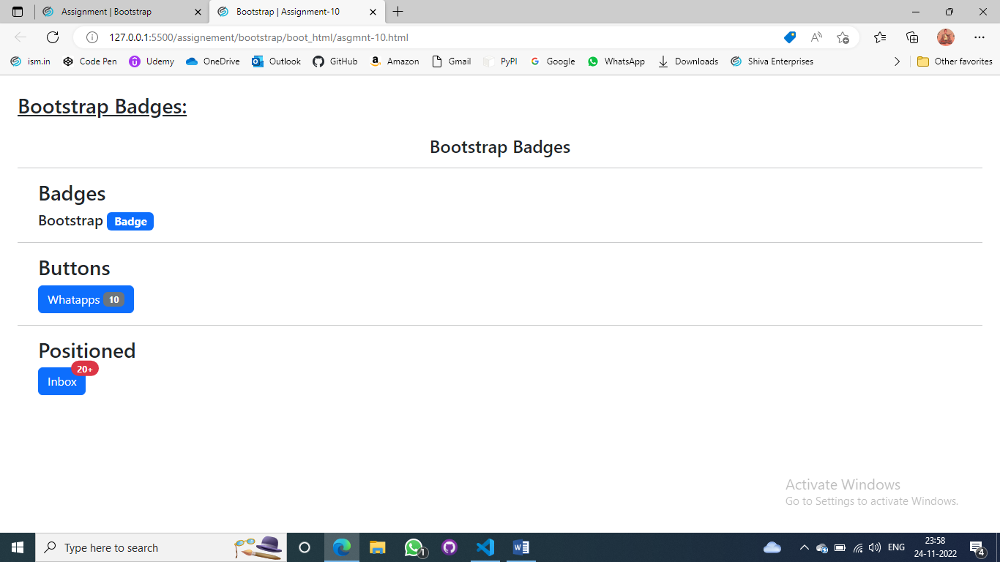 Assignment | Bootstrap
Bootstrap | Assignment-10
127.0.0.1:5500/assignement/bootstrap/boot_html/asgmnt-10.html
ism.in Code Pen Udemy OneDrive Outlook GitHub Amazon Gmail PyPI Google WhatsApp Downloads Shiva Enterprises Other favorites
Bootstrap Badges:
Bootstrap Badges
Badges
Bootstrap Badge
Buttons
Whatapps 10
Positioned
20+
Inbox
Activate Windows
Go to Settings to activate Windows.
Type here to search
1
ENG
23:58
24-11-2022
4